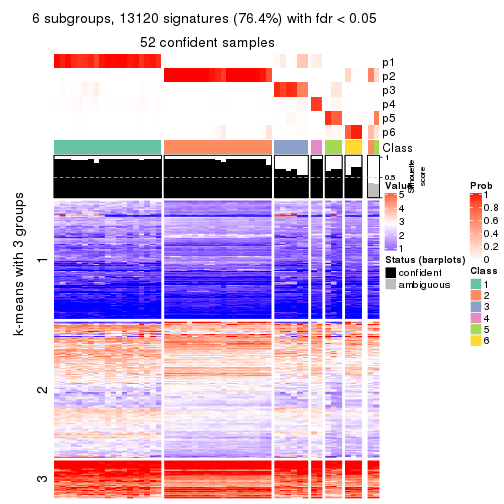 6 subgroups, 13120 signatures (76.4%) with fdr < 0.05
52 confident samples
p1
p2
p3
p4
p5
p6
Class
1
0.5
0
Silhouette
score
k-means with 3 groups
1
2
3
Value
5
4
3
2
1
Status (barplots)
confident
ambiguous
Prob
1
0.8
0.6
0.4
0.2
0
Class
1
2
3
4
5
6